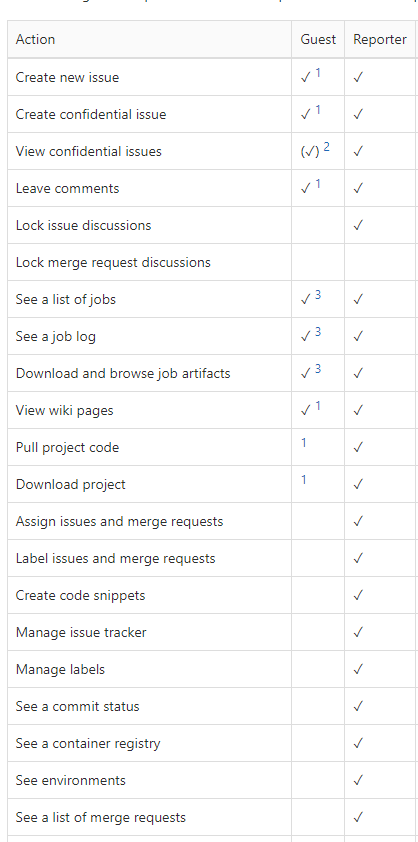 Action Guest Reporter
Create new issue ✓ 1 ✓
Create confidential issue ✓ 1 ✓
View confidential issues (✓) 2 ✓
Leave comments ✓ 1 ✓
Lock issue discussions ✓
Lock merge request discussions
See a list of jobs ✓ 3 ✓
See a job log ✓ 3 ✓
Download and browse job artifacts ✓ 3 ✓
View wiki pages ✓ 1 ✓
Pull project code 1 ✓
Download project 1 ✓
Assign issues and merge requests ✓
Label issues and merge requests ✓
Create code snippets ✓
Manage issue tracker ✓
Manage labels ✓
See a commit status ✓
See a container registry ✓
See environments ✓
See a list of merge requests ✓